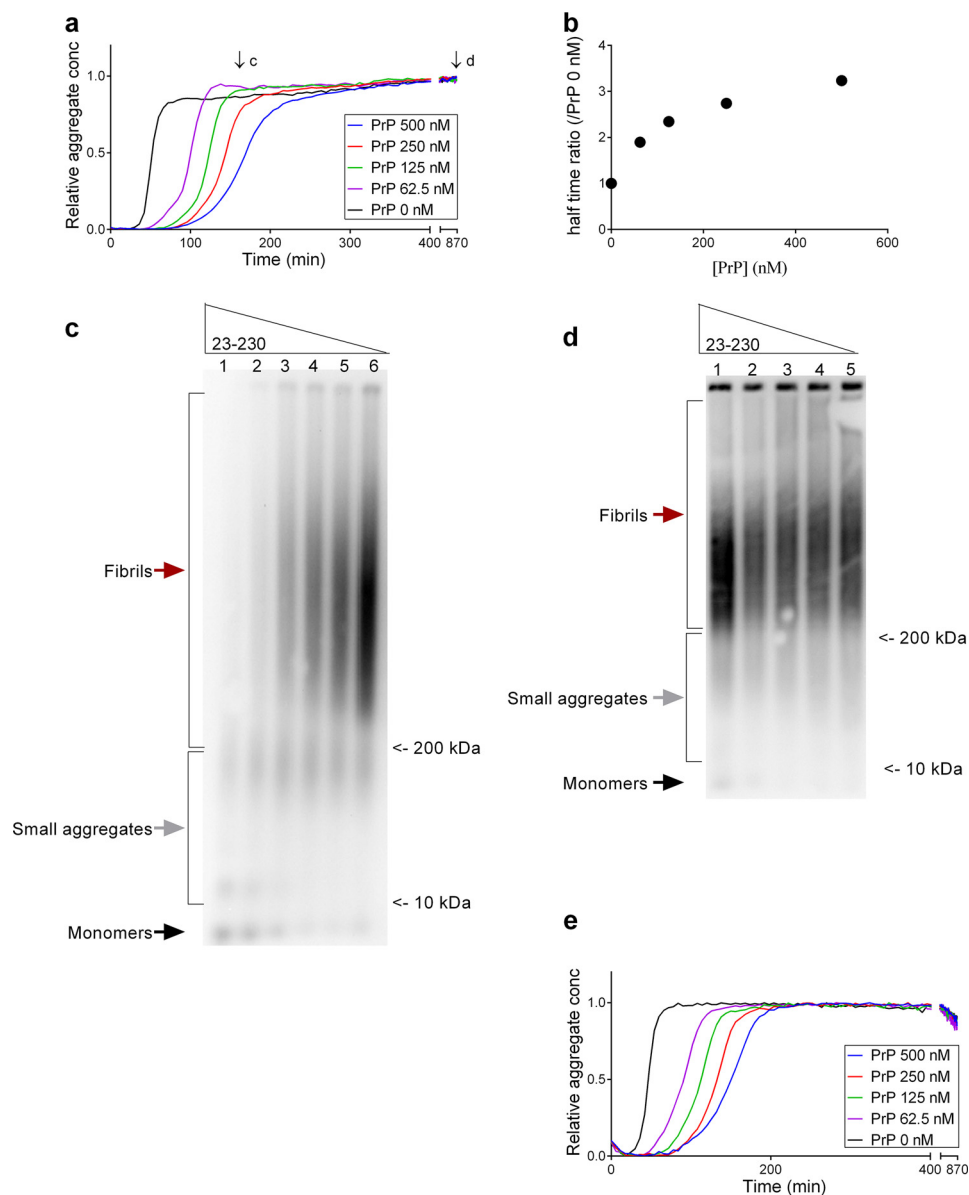 a
c
d
Relative aggregate conc
1.0
0.5
0.0
PrP 500 nM
PrP 250 nM
PrP 125 nM
PrP 62.5 nM
PrP 0 nM
0 100 200 300 400 870
Time (min)
b
half time ratio (/PrP 0 nM)
4
3
2
1
0
0 200 400 600
[PrP] (nM)
c
23-230
1 2 3 4 5 6
Fibrils
<- 200 kDa
Small aggregates
<- 10 kDa
Monomers
d
23-230
1 2 3 4 5
Fibrils
<- 200 kDa
Small aggregates
<- 10 kDa
Monomers
e
Relative aggregate conc
1.0
0.5
0.0
PrP 500 nM
PrP 250 nM
PrP 125 nM
PrP 62.5 nM
PrP 0 nM
0 200 400 870
Time (min)